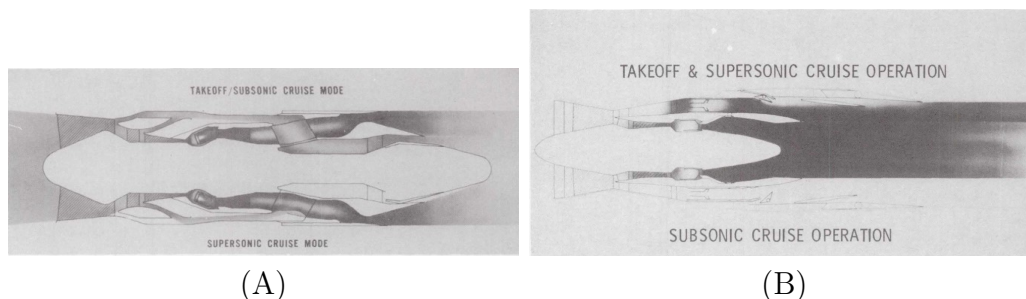 TAKEOFF/SUBSONIC CRUISE MODE
SUPERSONIC CRUISE MODE
(A)
TAKEOFF & SUPERSONIC CRUISE OPERATION
SUBSONIC CRUISE OPERATION
(B)